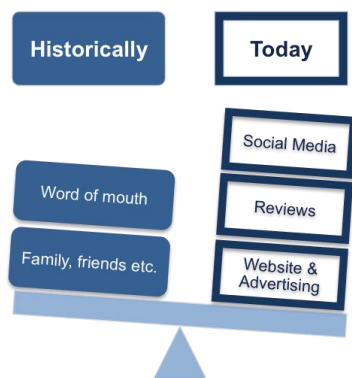 Historically
Today
Word of mouth
Family, friends etc.
Social Media
Reviews
Website &
Advertising